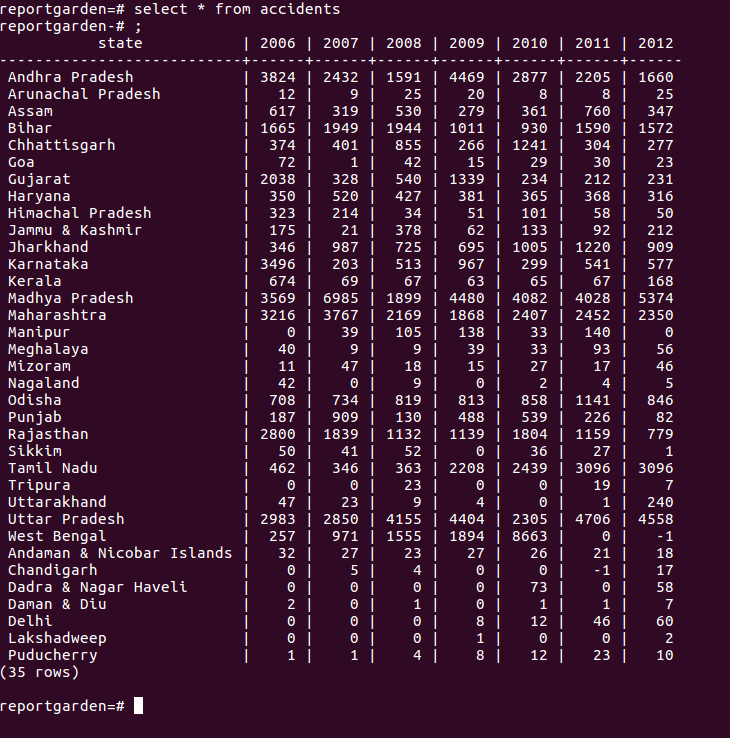 reportgarden=# select * from accidents
reportgarden-# ;
           state            | 2006 | 2007 | 2008 | 2009 | 2010 | 2011 | 2012
----------------------------+------+------+------+------+------+------+------
 Andhra Pradesh             | 3824 | 2432 | 1591 | 4469 | 2877 | 2205 | 1660
 Arunachal Pradesh          |   12 |    9 |   25 |   20 |    8 |    8 |   25
 Assam                      |  617 |  319 |  530 |  279 |  361 |  760 |  347
 Bihar                      | 1665 | 1949 | 1944 | 1011 |  930 | 1590 | 1572
 Chhattisgarh               |  374 |  401 |  855 |  266 | 1241 |  304 |  277
 Goa                        |   72 |    1 |   42 |   15 |   29 |   30 |   23
 Gujarat                    | 2038 |  328 |  540 | 1339 |  234 |  212 |  231
 Haryana                    |  350 |  520 |  427 |  381 |  365 |  368 |  316
 Himachal Pradesh           |  323 |  214 |   34 |   51 |  101 |   58 |   50
 Jammu & Kashmir            |  175 |   21 |  378 |   62 |  133 |   92 |  212
 Jharkhand                  |  346 |  987 |  725 |  695 | 1005 | 1220 |  909
 Karnataka                  | 3496 |  203 |  513 |  967 |  299 |  541 |  577
 Kerala                     |  674 |   69 |   67 |   63 |   65 |   67 |  168
 Madhya Pradesh             | 3569 | 6985 | 1899 | 4480 | 4082 | 4028 | 5374
 Maharashtra                | 3216 | 3767 | 2169 | 1868 | 2407 | 2452 | 2350
 Manipur                    |    0 |   39 |  105 |  138 |   33 |  140 |    0
 Meghalaya                  |   40 |    9 |    9 |   39 |   33 |   93 |   56
 Mizoram                    |   11 |   47 |   18 |   15 |   27 |   17 |   46
 Nagaland                   |   42 |    0 |    9 |    0 |    2 |    4 |    5
 Odisha                     |  708 |  734 |  819 |  813 |  858 | 1141 |  846
 Punjab                     |  187 |  909 |  130 |  488 |  539 |  226 |   82
 Rajasthan                  | 2800 | 1839 | 1132 | 1139 | 1804 | 1159 |  779
 Sikkim                     |   50 |   41 |   52 |    0 |   36 |   27 |    1
 Tamil Nadu                 |  462 |  346 |  363 | 2208 | 2439 | 3096 | 3096
 Tripura                    |    0 |    0 |   23 |    0 |    0 |   19 |    7
 Uttarakhand                |   47 |   23 |    9 |    4 |    0 |    1 |  240
 Uttar Pradesh              | 2983 | 2850 | 4155 | 4404 | 2305 | 4706 | 4558
 West Bengal                |  257 |  971 | 1555 | 1894 | 8663 |    0 |   -1
 Andaman & Nicobar Islands  |   32 |   27 |   23 |   27 |   26 |   21 |   18
 Chandigarh                 |    0 |    5 |    4 |    0 |    0 |   -1 |   17
 Dadra & Nagar Haveli       |    0 |    0 |    0 |    0 |   73 |    0 |   58
 Daman & Diu                |    2 |    0 |    1 |    0 |    1 |    1 |    7
 Delhi                      |    0 |    0 |    0 |    8 |   12 |   46 |   60
 Lakshadweep                |    0 |    0 |    0 |    1 |    0 |    0 |    2
 Puducherry                 |    1 |    1 |    4 |    8 |   12 |   23 |   10
(35 rows)
reportgarden=#